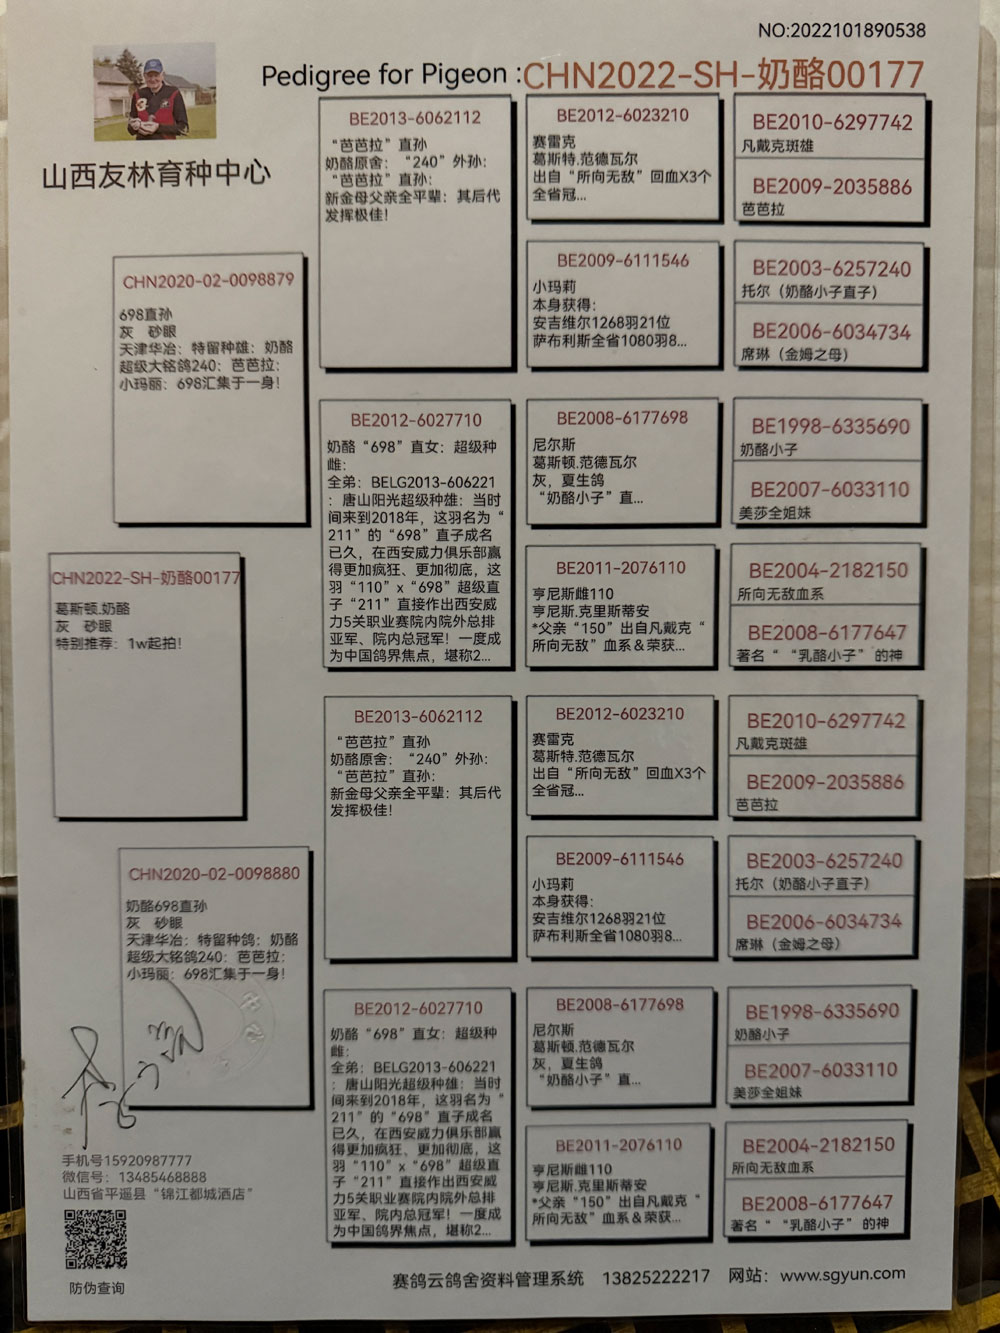 NO:2022101890538
Pedigree for Pigeon :CHN2022-SH-奶酪00177
山西友林育种中心
CHN2022-SH-奶酪00177
葛斯顿.奶酪
灰　砂眼
特别推荐：1w起拍！
CHN2020-02-0098879
698直孙
灰　砂眼
天津华冶：特留种雄：奶酪
超级大铭鸽240：芭芭拉：
小玛丽：698汇集于一身！
BE2013-6062112
“芭芭拉”直孙
奶酪原舍：“240”外孙：
“芭芭拉”直孙：
新金母父亲全平辈：其后代
发挥极佳！
BE2012-6023210
赛雷克
葛斯特.范德瓦尔
出自“所向无敌”回血X3个
全省冠...
BE2010-6297742
凡戴克斑雄
BE2009-2035886
芭芭拉
BE2009-6111546
小玛莉
本身获得：
安吉维尔1268羽21位
萨布利斯全省1080羽8...
BE2003-6257240
托尔（奶酪小子直子）
BE2006-6034734
席琳（金姆之母）
BE2012-6027710
奶酪“698”直女：超级种
雌：
全弟：BELG2013-606221
：唐山阳光超级种雄：当时
间来到2018年，这羽名为“
211”的“698”直子成名
已久，在西安威力俱乐部赢
得更加疯狂、更加彻底，这
羽“110”x“698”超级直
子“211”直接作出西安威
力5关职业赛院内院外总排
亚军、院内总冠军！一度成
为中国鸽界焦点，堪称2...
BE2008-6177698
尼尔斯
葛斯顿.范德瓦尔
灰，夏生鸽
“奶酪小子”直...
BE1998-6335690
奶酪小子
BE2007-6033110
美莎全姐妹
BE2011-2076110
亨尼斯雌110
亨尼斯.克里斯蒂安
*父亲“150”出自凡戴克“
所向无敌”血系＆荣获...
BE2004-2182150
所向无敌血系
BE2008-6177647
著名“ “乳酪小子”的神
CHN2020-02-0098880
奶酪698直孙
灰　砂眼
天津华冶：特留种鸽：奶酪
超级大铭鸽240：芭芭拉：
小玛丽：698汇集于一身！
BE2013-6062112
“芭芭拉”直孙
奶酪原舍：“240”外孙：
“芭芭拉”直孙：
新金母父亲全平辈：其后代
发挥极佳！
BE2012-6023210
赛雷克
葛斯特.范德瓦尔
出自“所向无敌”回血X3个
全省冠...
BE2010-6297742
凡戴克斑雄
BE2009-2035886
芭芭拉
BE2009-6111546
小玛莉
本身获得：
安吉维尔1268羽21位
萨布利斯全省1080羽8...
BE2003-6257240
托尔（奶酪小子直子）
BE2006-6034734
席琳（金姆之母）
BE2012-6027710
奶酪“698”直女：超级种
雌：
全弟：BELG2013-606221
：唐山阳光超级种雄：当时
间来到2018年，这羽名为“
211”的“698”直子成名
已久，在西安威力俱乐部赢
得更加疯狂、更加彻底，这
羽“110”x“698”超级直
子“211”直接作出西安威
力5关职业赛院内院外总排
亚军、院内总冠军！一度成
为中国鸽界焦点，堪称2...
BE2008-6177698
尼尔斯
葛斯顿.范德瓦尔
灰，夏生鸽
“奶酪小子”直...
BE1998-6335690
奶酪小子
BE2007-6033110
美莎全姐妹
BE2011-2076110
亨尼斯雌110
亨尼斯.克里斯蒂安
*父亲“150”出自凡戴克“
所向无敌”血系＆荣获...
BE2004-2182150
所向无敌血系
BE2008-6177647
著名“ “乳酪小子”的神
手机号15920987777
微信号：13485468888
山西省平遥县“锦江都城酒店”
防伪查询
赛鸽云鸽舍资料管理系统　13825222217　网站：www.sgyun.com